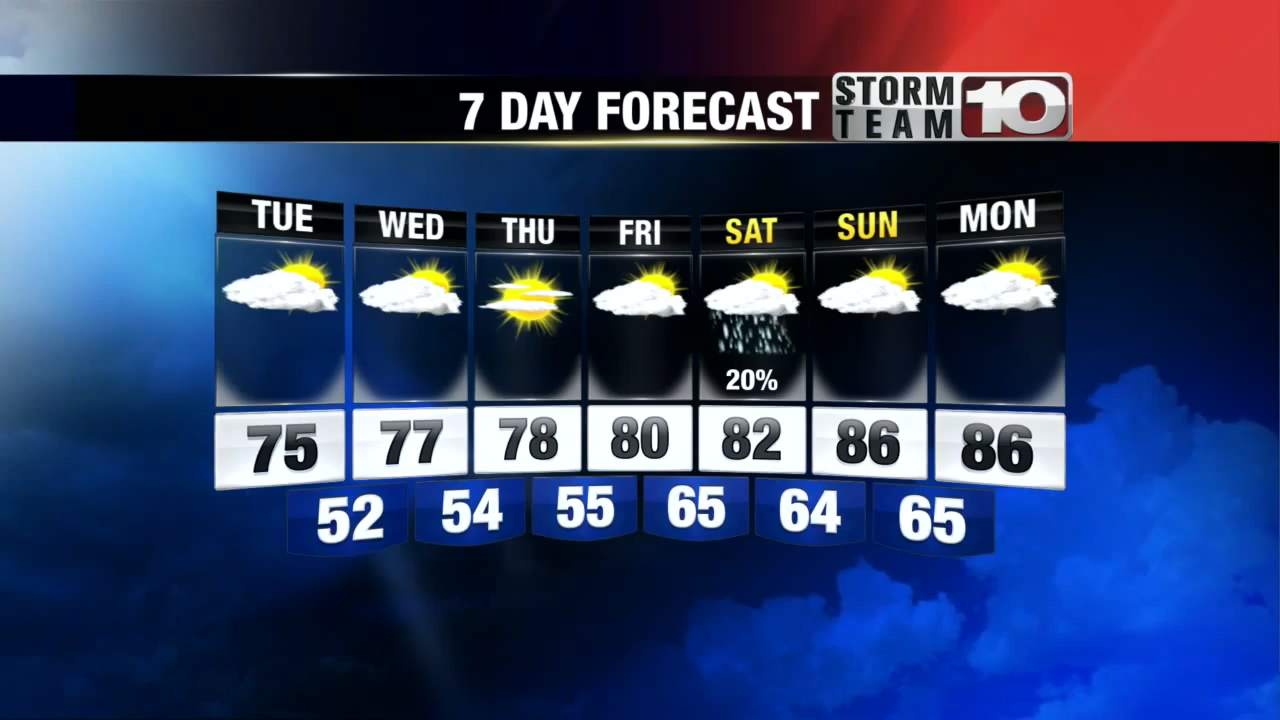 7 DAY FORECAST
STORM TEAM 10
TUE WED THU FRI SAT SUN MON
20%
75 77 78 80 82 86 86
52 54 55 65 64 65